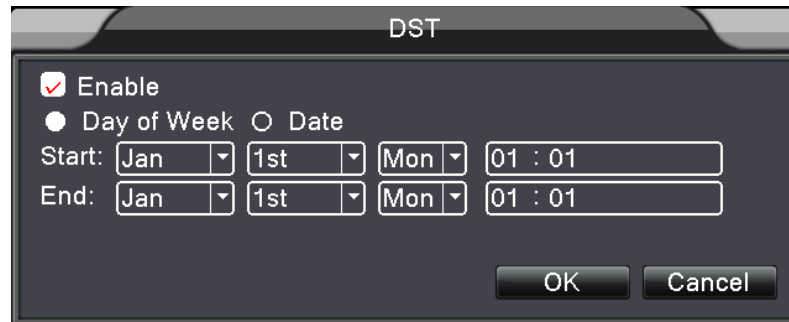 DST
Enable
Day of Week Date
Start: Jan 1st Mon 01 : 01
End: Jan 1st Mon 01 : 01
OK Cancel